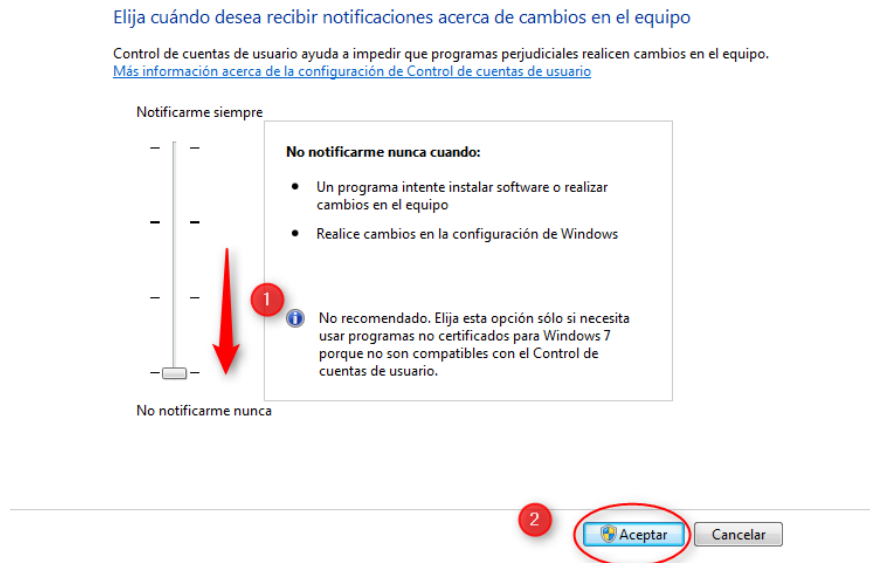 Elija cuándo desea recibir notificaciones acerca de cambios en el equipo
Control de cuentas de usuario ayuda a impedir que programas perjudiciales realicen cambios en el equipo.
Más información acerca de la configuración de Control de cuentas de usuario
Notificarme siempre
No notificarme nunca cuando:
Un programa intente instalar software o realizar
cambios en el equipo
Realice cambios en la configuración de Windows
1
No recomendado. Elija esta opción sólo si necesita
usar programas no certificados para Windows 7
porque no son compatibles con el Control de
cuentas de usuario.
No notificarme nunca
2
Aceptar
Cancelar